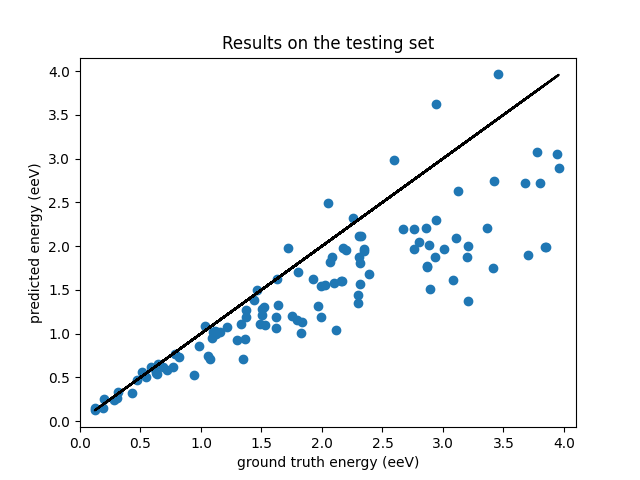 Results on the testing set
4.0
3.5
3.0
2.5
2.0
1.5
1.0
0.5
0.0
predicted energy (eeV)
0.0 0.5 1.0 1.5 2.0 2.5 3.0 3.5 4.0
ground truth energy (eeV)